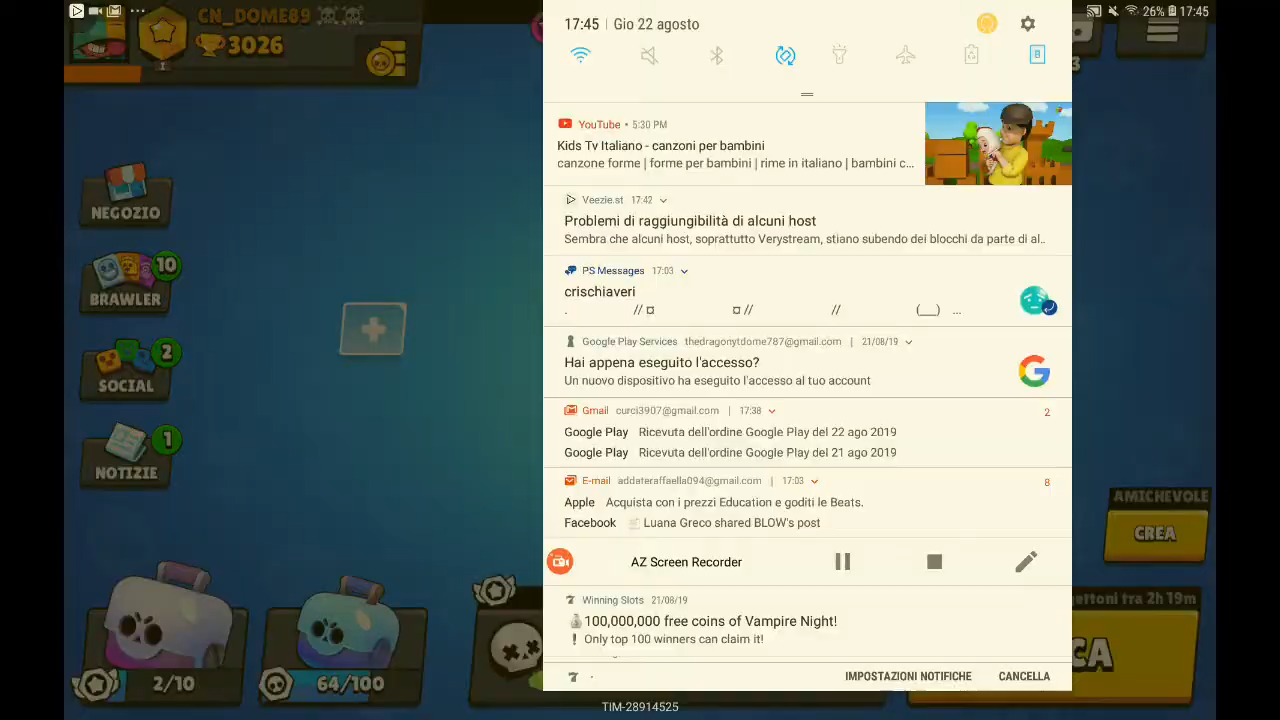 CN_DOME89
3026
I
17:45 | Gio 22 agosto
26% 17:45
8
YouTube • 5:30 PM
Kids Tv Italiano - canzoni per bambini
canzone forme | forme per bambini | rime in italiano | bambini c...
Veezie.st 17:42
Problemi di raggiungibilità di alcuni host
Sembra che alcuni host, soprattutto Verystream, stiano subendo dei blocchi da parte di al..
PS Messages 17:03
crischiaveri
. // ¤ ¤ // // (___) ...
Google Play Services thedragonytdome787@gmail.com | 21/08/19
Hai appena eseguito l'accesso?
Un nuovo dispositivo ha eseguito l'accesso al tuo account
Gmail curci3907@gmail.com | 17:38 2
Google Play Ricevuta dell'ordine Google Play del 22 ago 2019
Google Play Ricevuta dell'ordine Google Play del 21 ago 2019
E-mail addateraffaella094@gmail.com | 17:03 8
Apple Acquista con i prezzi Education e goditi le Beats.
Facebook Luana Greco shared BLOW's post
AZ Screen Recorder
Winning Slots 21/08/19
100,000,000 free coins of Vampire Night!
! Only top 100 winners can claim it!
IMPOSTAZIONI NOTIFICHE CANCELLA
TIM-28914525
NEGOZIO
10
BRAWLER
2
SOCIAL
1
NOTIZIE
2/10
64/100
3
AMICHEVOLE
CREA
ettoni tra 2h 19m
CA